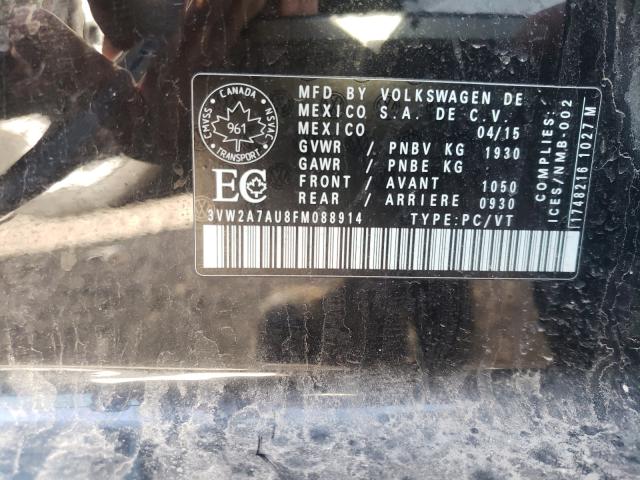 CMVSS CANADA NSVAC
961
TRANSPORT
EC
MFD BY VOLKSWAGEN DE
MEXICO S.A. DE C.V.
MEXICO 04/15
GVWR / PNBV KG 1930
GAWR / PNBE KG
FRONT / AVANT 1050
REAR / ARRIERE 0930
3VW2A7AU8FM088914 TYPE:PC/VT
COMPLIES:
ICES/NMB-002
11748216 1027 M